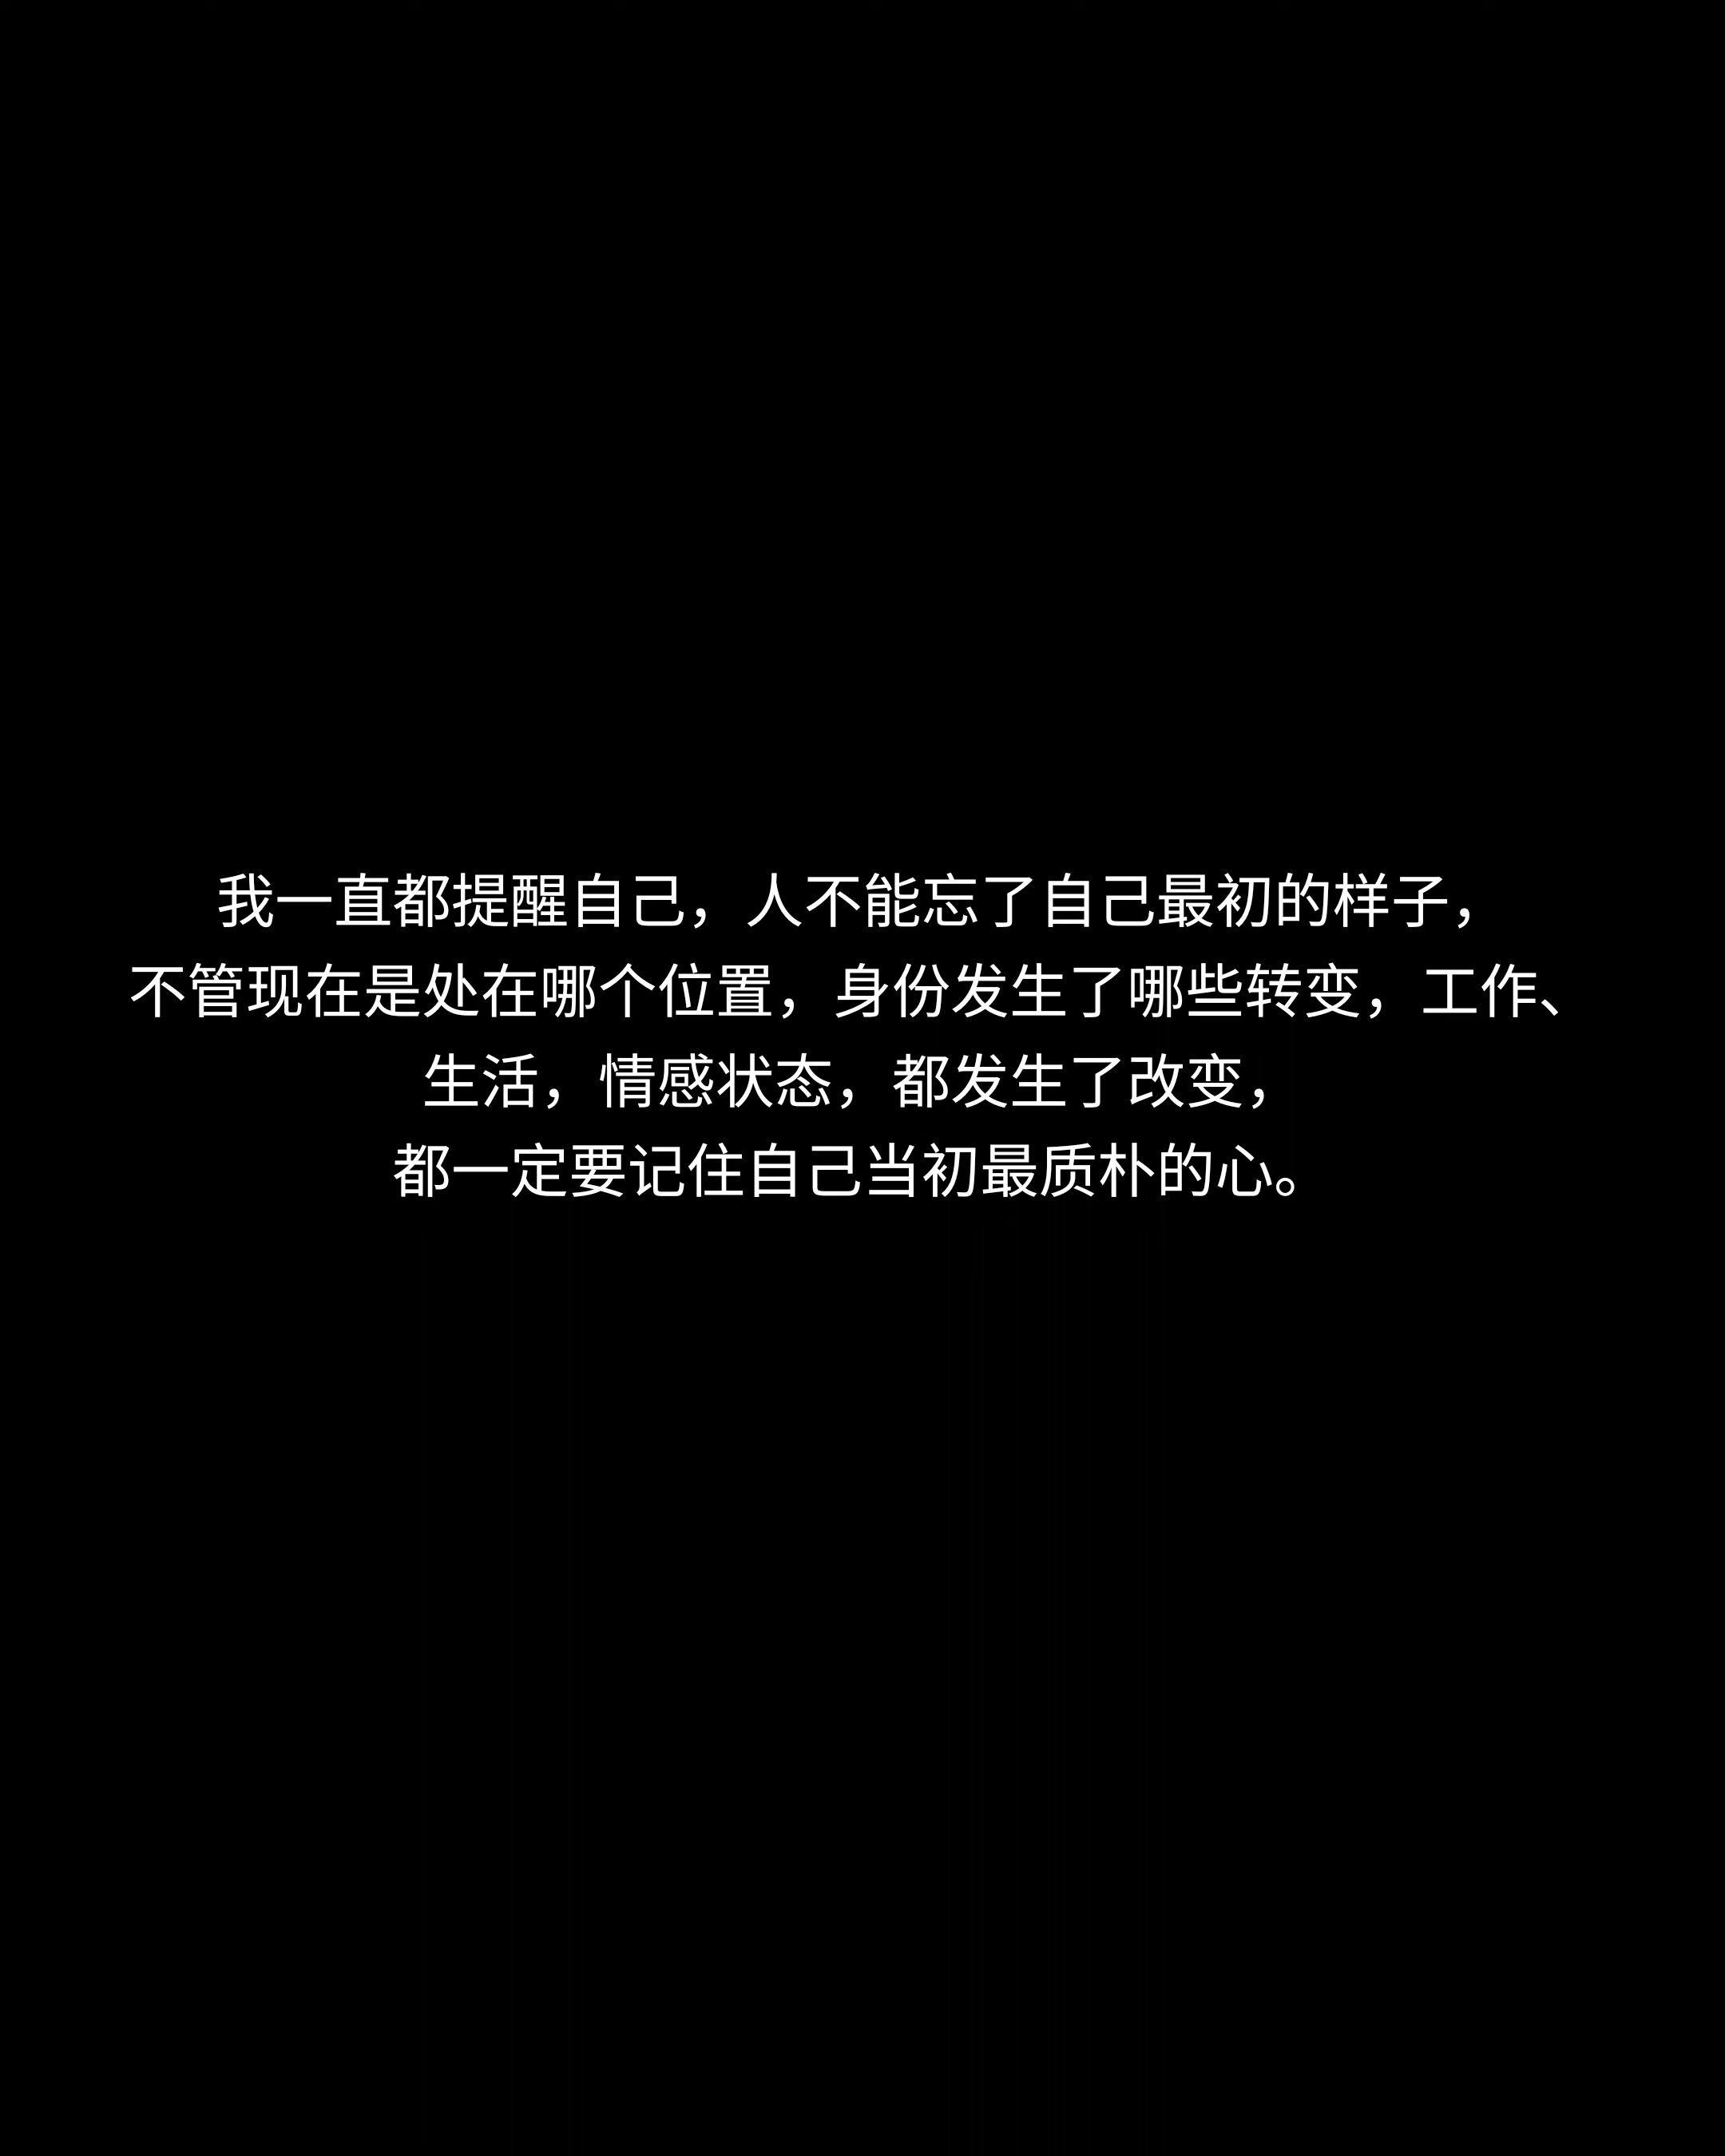 我一直都提醒自己，人不能忘了自己最初的样子，
不管现在是处在哪个位置，身份发生了哪些转变，工作、
生活，情感状态，都发生了改变，
都一定要记住自己当初最质朴的心。